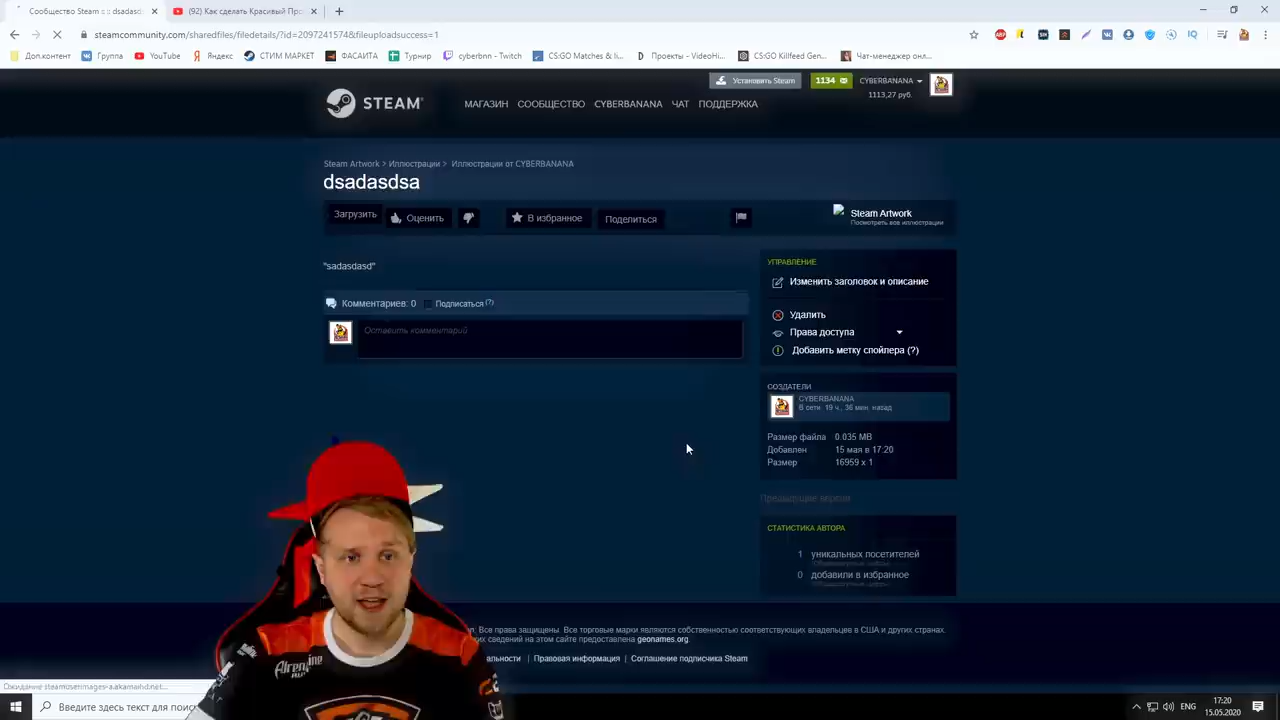 Сообщество Steam :: dsadasd
(92) Как сделать Красивый Про
steamcommunity.com/sharedfiles/filedetails/?id=2097241574&fileuploadsuccess=1
Доп.контент
Группа
YouTube
Яндекс
СТИМ МАРКЕТ
ФАСАИТА
Турнир
cyberbnn - Twitch
CS:GO Matches & li...
Проекты - VideoHi...
CS:GO Killfeed Gen...
Чат-менеджер онл...
STEAM
МАГАЗИН СООБЩЕСТВО CYBERBANANA ЧАТ ПОДДЕРЖКА
Установить Steam
1134
CYBERBANANA
1113,27 руб.
Steam Artwork > Иллюстрации > Иллюстрации от CYBERBANANA
dsadasdsa
Загрузить
Оценить
В избранное
Поделиться
Steam Artwork
Посмотреть все иллюстрации
"sadasdasd"
Комментариев: 0
Подписаться (?)
Оставить комментарий
УПРАВЛЕНИЕ
Изменить заголовок и описание
Удалить
Права доступа
Добавить метку спойлера (?)
СОЗДАТЕЛИ
CYBERBANANA
В сети 19 ч., 36 мин. назад
Размер файла 0.035 MB
Добавлен 15 мая в 17:20
Размер 16959 x 1
Предыдущие версии
СТАТИСТИКА АВТОРА
1 уникальных посетителей
0 добавили в избранное
Все права защищены. Все торговые марки являются собственностью соответствующих владельцев в США и других странах.
сведений на этом сайте предоставлена geonames.org.
Правовая информация | Соглашение подписчика Steam
Ожидание steamuserimages-a.akamaihd.net...
Введите здесь текст для поис
ENG
17:20
15.05.2020